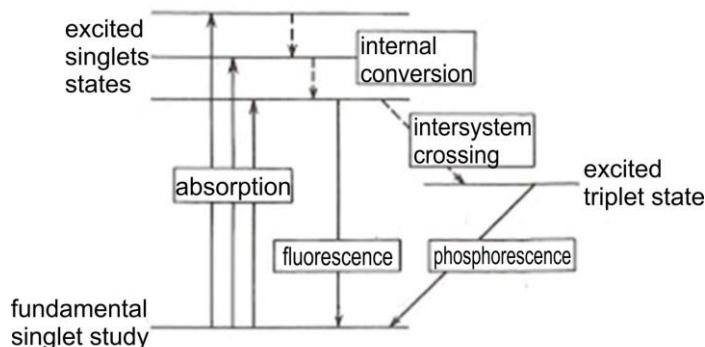 excited
singlets
states
internal
conversion
intersystem
crossing
excited
triplet state
absorption
fluorescence
phosphorescence
fundamental
singlet study